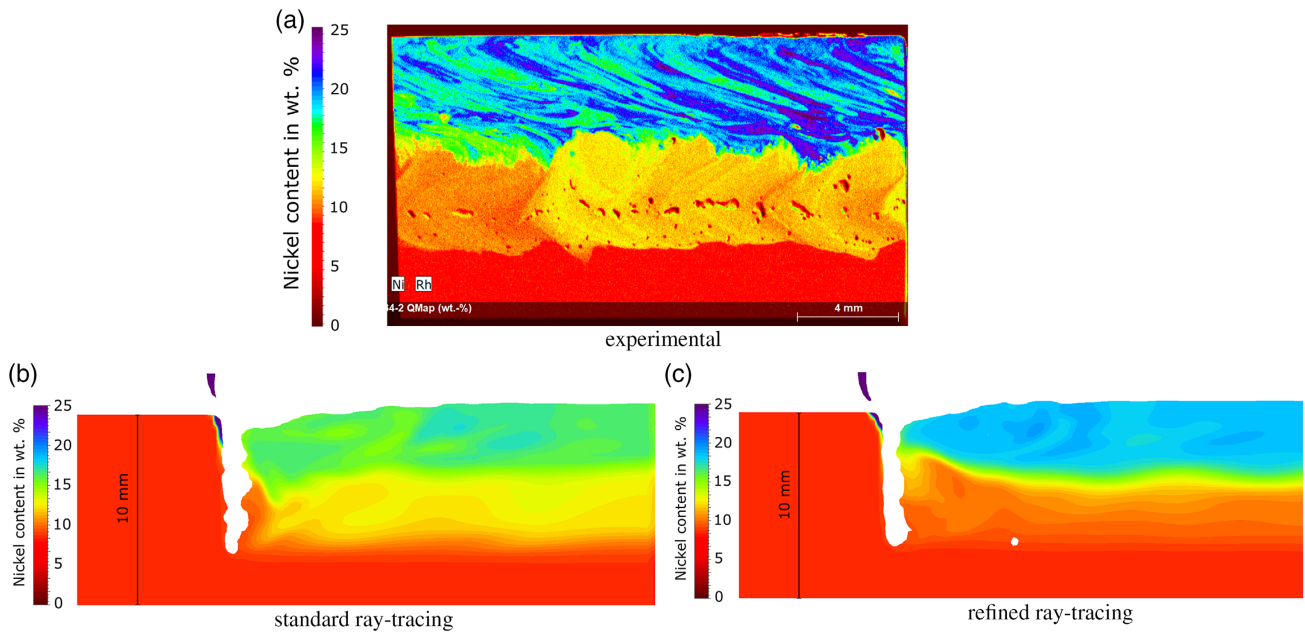 (a)
Nickel content in wt. %
25
20
15
10
5
0
Ni Rh
34-2 QMap (wt.-%)
4 mm
experimental
(b)
Nickel content in wt. %
25
20
15
10
5
0
10 mm
standard ray-tracing
(c)
Nickel content in wt. %
25
20
15
10
5
0
10 mm
refined ray-tracing